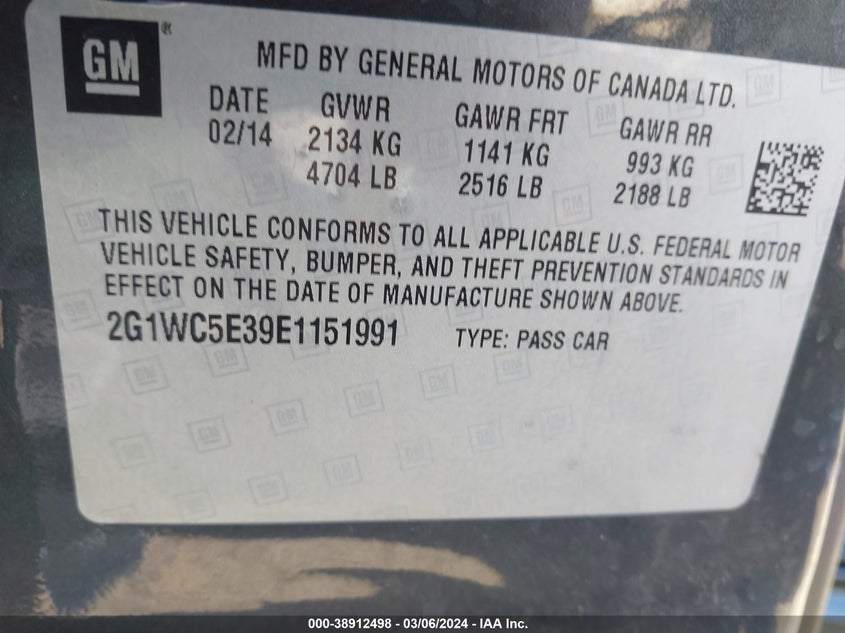 GM ®
MFD BY GENERAL MOTORS OF CANADA LTD.
DATE GVWR GAWR FRT GAWR RR
02/14 2134 KG 1141 KG 993 KG
4704 LB 2516 LB 2188 LB
THIS VEHICLE CONFORMS TO ALL APPLICABLE U.S. FEDERAL MOTOR
VEHICLE SAFETY, BUMPER, AND THEFT PREVENTION STANDARDS IN
EFFECT ON THE DATE OF MANUFACTURE SHOWN ABOVE.
2G1WC5E39E1151991 TYPE: PASS CAR
000-38912498 / 03/06/2024 - IAA Inc.